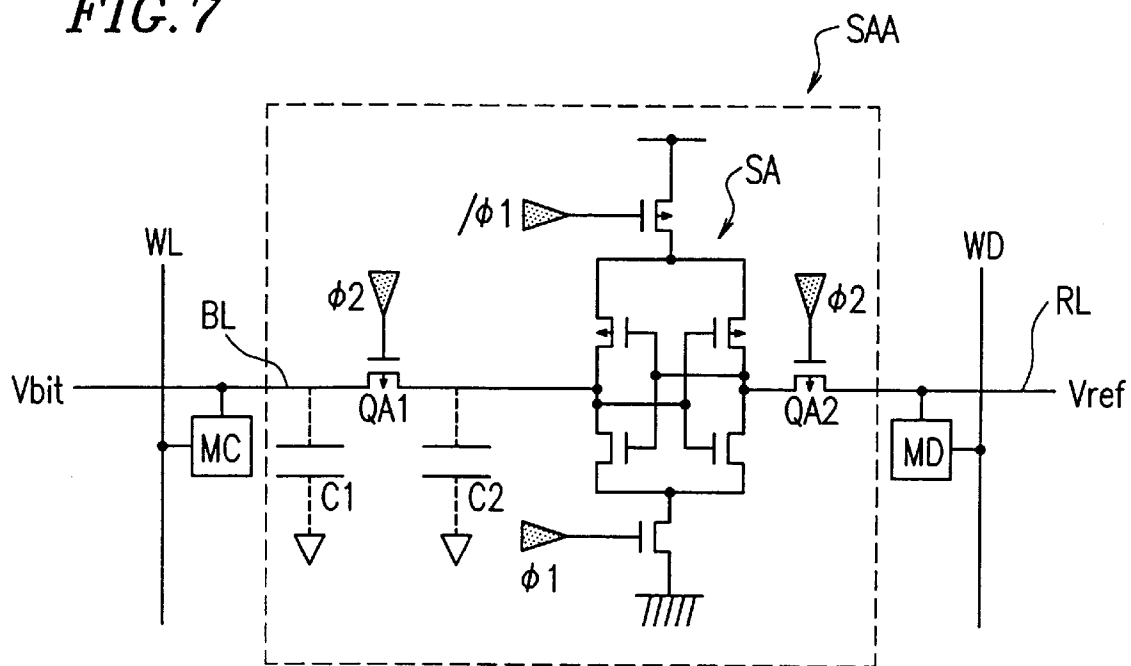 FIG. 7
SAA
SA
/ϕ1
WL
WD
ϕ2
ϕ2
BL
RL
Vbit
QA1
QA2
Vref
MC
MD
C1
C2
ϕ1